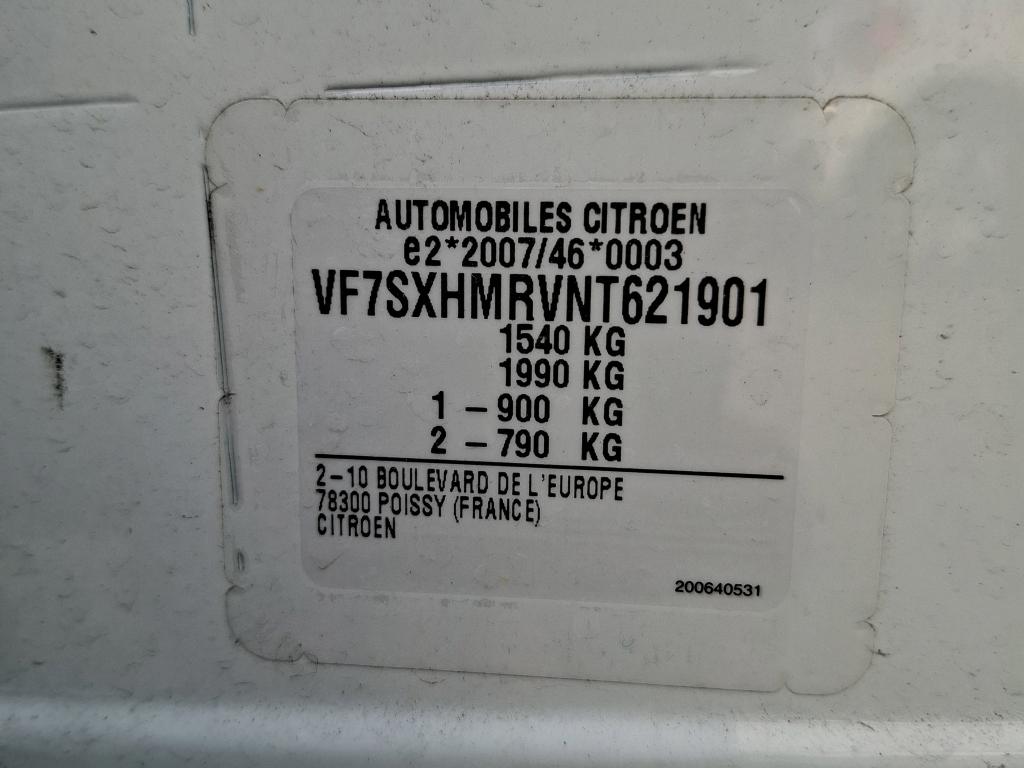 AUTOMOBILES CITROEN
e2*2007/46*0003
VF7SXHMRVNT621901
1540 KG
1990 KG
1 - 900 KG
2 - 790 KG
2-10 BOULEVARD DE L'EUROPE
78300 POISSY (FRANCE)
CITROEN
200640531